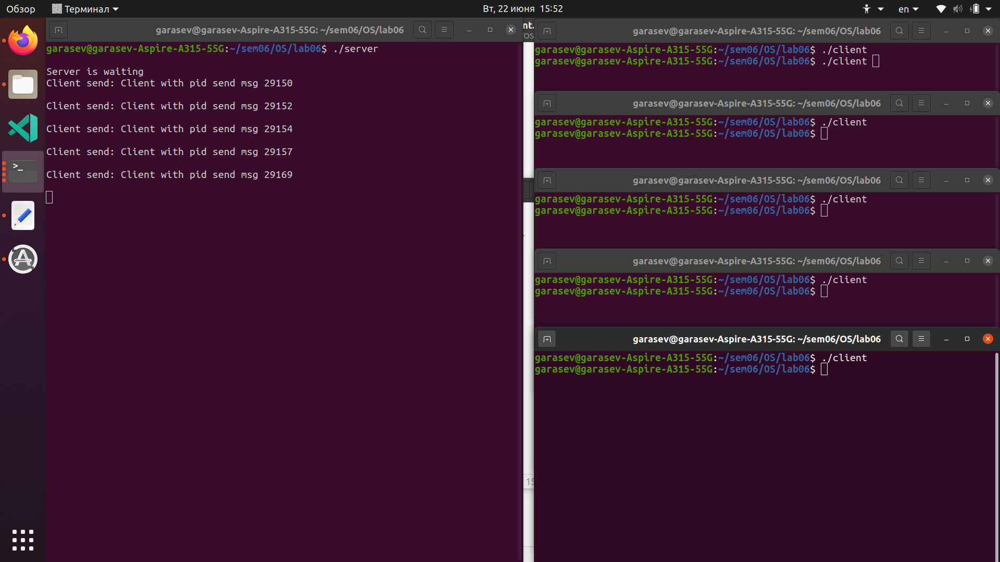 Обзор
Терминал
Вт, 22 июня 15:52
en
garasev@garasev-Aspire-A315-55G: ~/sem06/OS/lab06
garasev@garasev-Aspire-A315-55G:~/sem06/OS/lab06$ ./server
Server is waiting
Client send: Client with pid send msg 29150
Client send: Client with pid send msg 29152
Client send: Client with pid send msg 29154
Client send: Client with pid send msg 29157
Client send: Client with pid send msg 29169
nt.
/OS
15
garasev@garasev-Aspire-A315-55G: ~/sem06/OS/lab06
garasev@garasev-Aspire-A315-55G:~/sem06/OS/lab06$ ./client
garasev@garasev-Aspire-A315-55G:~/sem06/OS/lab06$ ./client
garasev@garasev-Aspire-A315-55G: ~/sem06/OS/lab06
garasev@garasev-Aspire-A315-55G:~/sem06/OS/lab06$ ./client
garasev@garasev-Aspire-A315-55G:~/sem06/OS/lab06$
garasev@garasev-Aspire-A315-55G: ~/sem06/OS/lab06
garasev@garasev-Aspire-A315-55G:~/sem06/OS/lab06$ ./client
garasev@garasev-Aspire-A315-55G:~/sem06/OS/lab06$
garasev@garasev-Aspire-A315-55G: ~/sem06/OS/lab06
garasev@garasev-Aspire-A315-55G:~/sem06/OS/lab06$ ./client
garasev@garasev-Aspire-A315-55G:~/sem06/OS/lab06$
garasev@garasev-Aspire-A315-55G: ~/sem06/OS/lab06
garasev@garasev-Aspire-A315-55G:~/sem06/OS/lab06$ ./client
garasev@garasev-Aspire-A315-55G:~/sem06/OS/lab06$